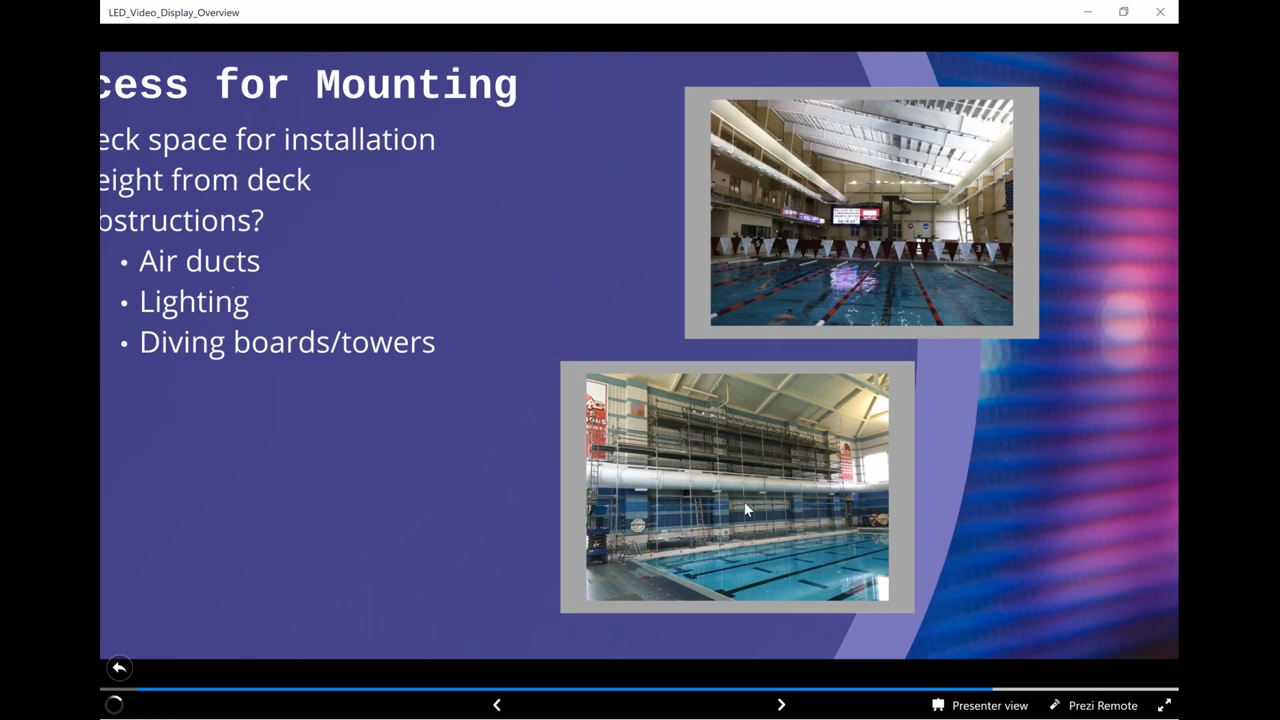 LED_Video_Display_Overview
cess for Mounting
eck space for installation
eight from deck
bstructions?
• Air ducts
• Lighting
• Diving boards/towers
Presenter view
Prezi Remote